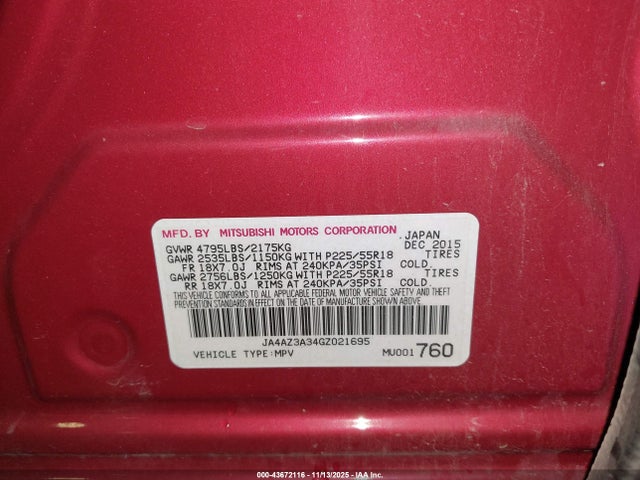 MFD. BY MITSUBISHI MOTORS CORPORATION JAPAN
GVWR 4795LBS/2175KG DEC 2015
GAWR 2535LBS/1150KG WITH P225/55R18 TIRES
FR 18X7.0J RIMS AT 240KPA/35PSI COLD.
GAWR 2756LBS/1250KG WITH P225/55R18 TIRES
RR 18X7.0J RIMS AT 240KPA/35PSI COLD.
THIS VEHICLE CONFORMS TO ALL APPLICABLE FEDERAL MOTOR VEHICLE SAFETY AND THEFT
PREVENTION STANDARDS IN EFFECT ON THE DATE OF MANUFACTURE SHOWN ABOVE.
JA4AZ3A34GZ021695
VEHICLE TYPE:MPV MU001 760
000-43672116 - 11/13/2025 - IAA Inc.